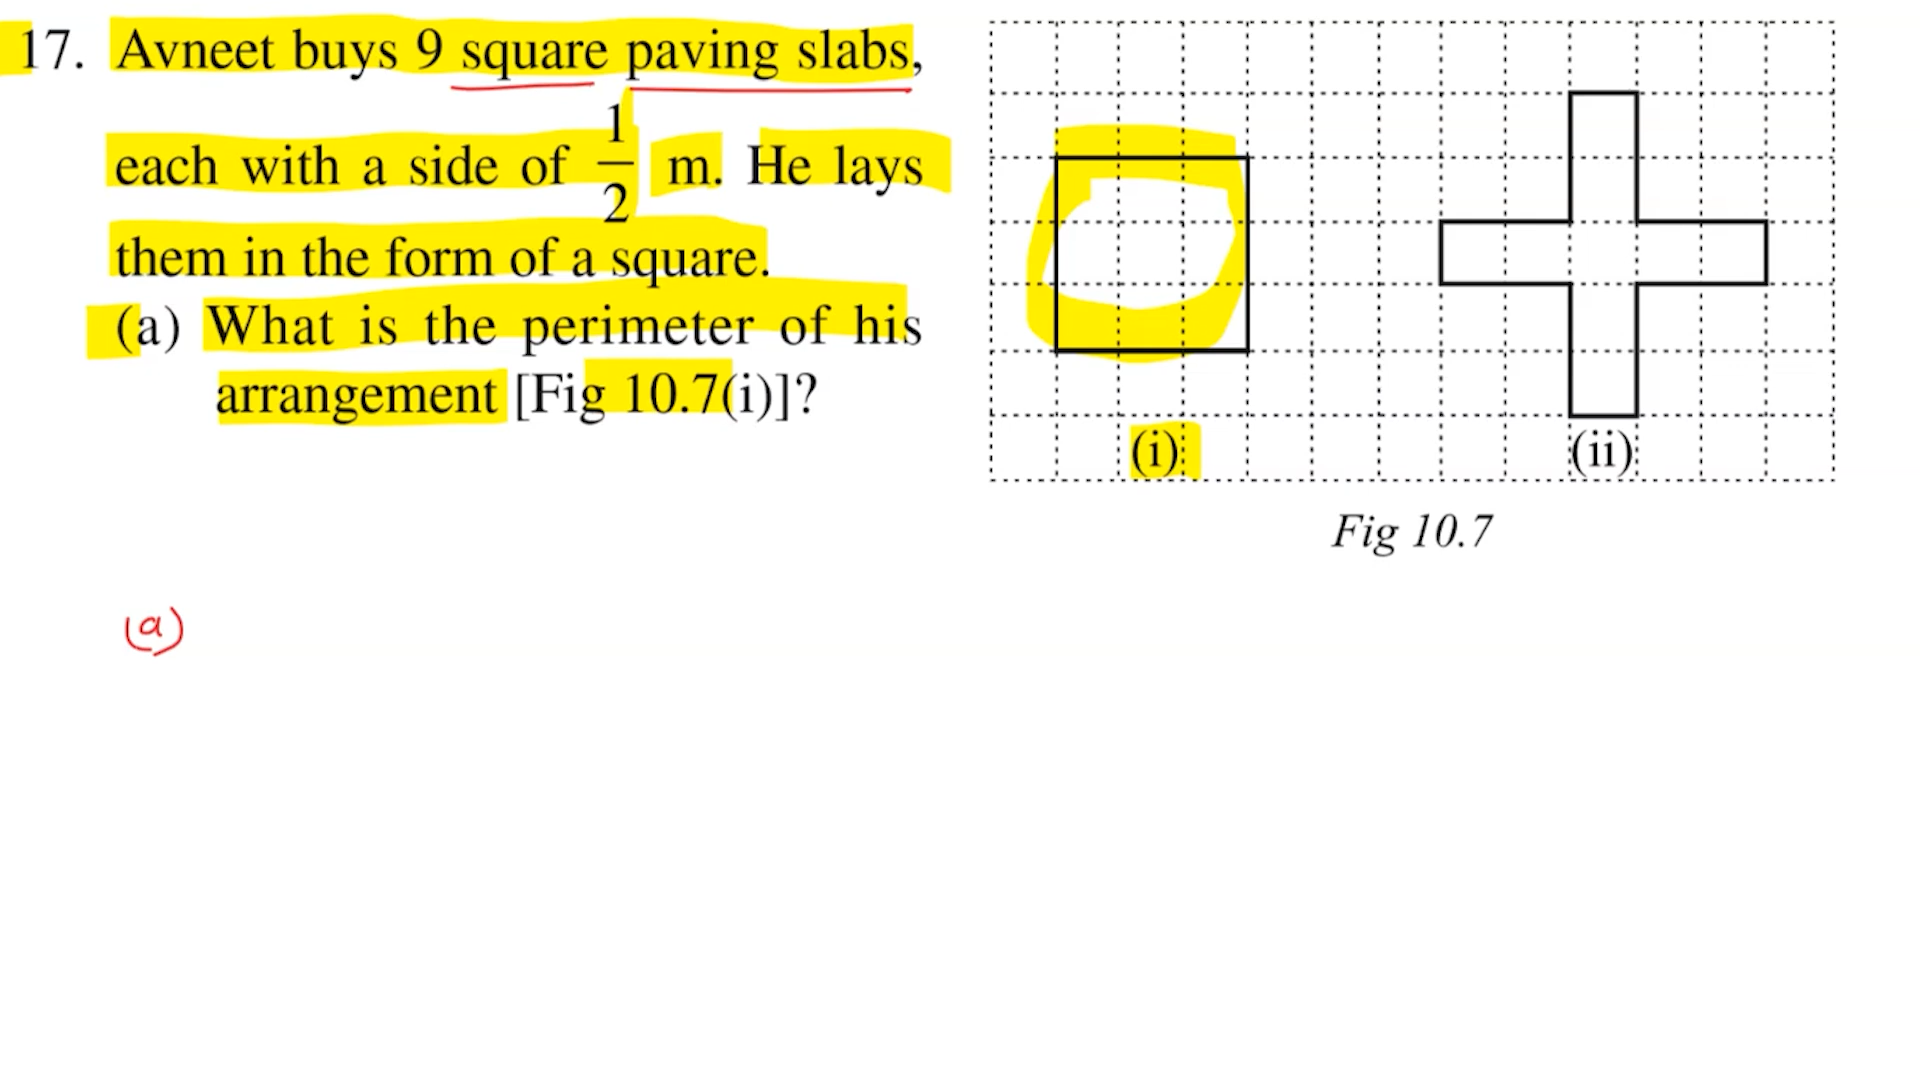 17. Avneet buys 9 square paving slabs,
each with a side of 1/2 m. He lays
them in the form of a square.
(a) What is the perimeter of his
arrangement [Fig 10.7(i)]?
(i)
(ii)
Fig 10.7
(a)